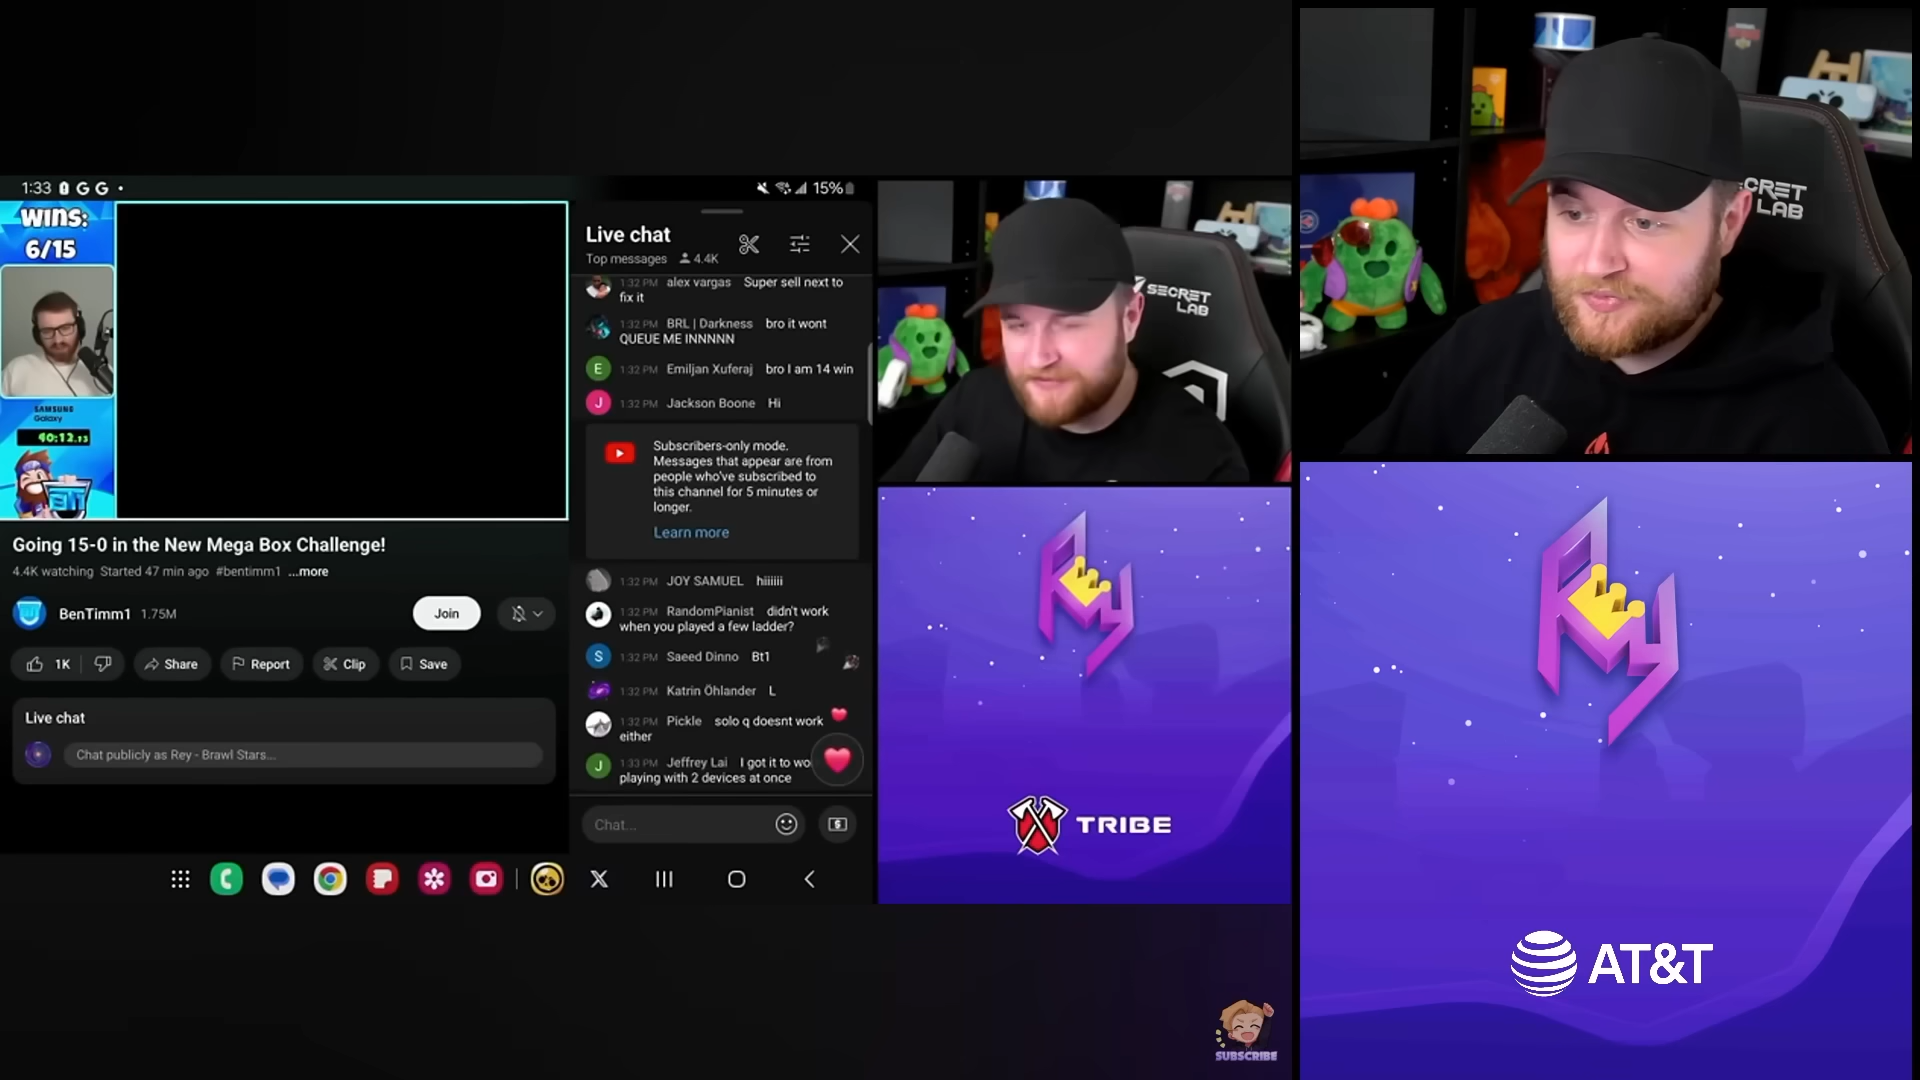 1:33
G G
15%
WINS:
6/15
SAMSUNG
Galaxy
40:12.13
Going 15-0 in the New Mega Box Challenge!
4.4K watching Started 47 min ago #bentimm1 ...more
BenTimm1 1.75M
Join
1K
Share
Report
Clip
Save
Live chat
Chat publicly as Rey - Brawl Stars...
Live chat
Top messages 4.4K
1:32 PM alex vargas Super sell next to
fix it
1:32 PM BRL | Darkness bro it wont
QUEUE ME INNNNN
E 1:32 PM Emiljan Xuferaj bro I am 14 win
J 1:32 PM Jackson Boone Hi
Subscribers-only mode.
Messages that appear are from
people who've subscribed to
this channel for 5 minutes or
longer.
Learn more
1:32 PM JOY SAMUEL hiiiiii
1:32 PM RandomPianist didn't work
when you played a few ladder?
S 1:32 PM Saeed Dinno Bt1
1:32 PM Katrin Öhlander L
1:32 PM Pickle solo q doesnt work
either
J 1:33 PM Jeffrey Lai I got it to wo
playing with 2 devices at once
Chat...
SECRET
LAB
Rey
TRIBE
SUBSCRIBE
CRET
LAB
Rey
AT&T